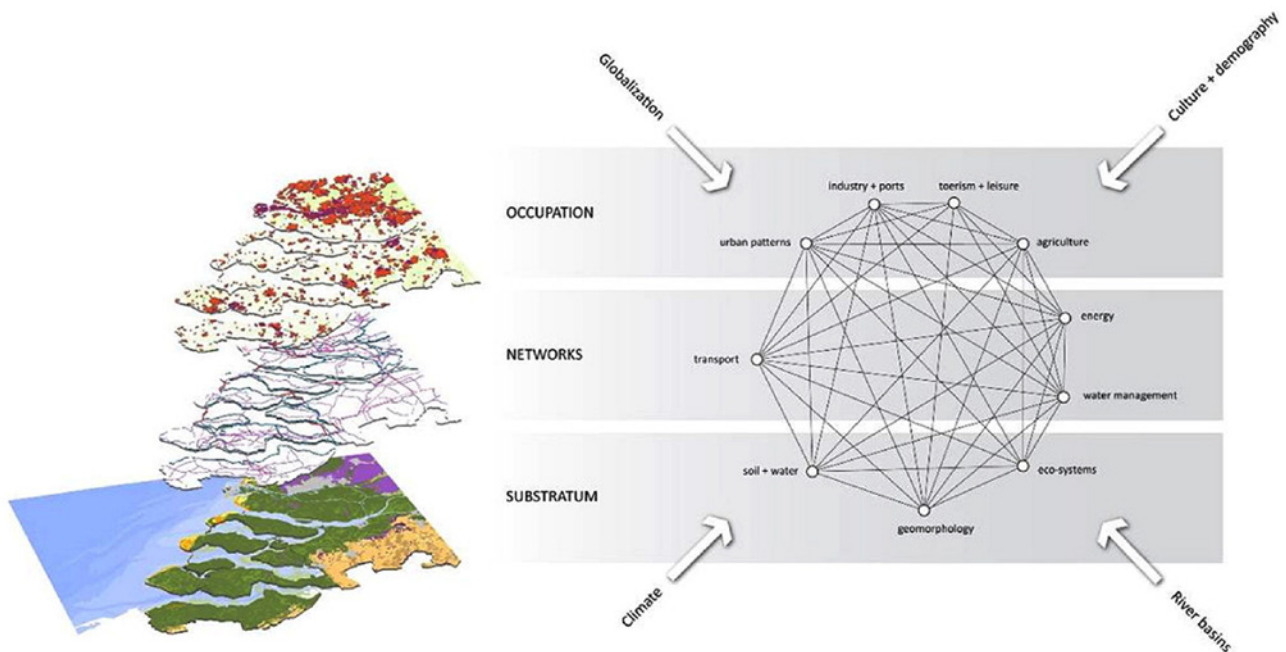 Globalization
Culture + demography
industry + ports
toerism + leisure
OCCUPATION
urban patterns
agriculture
energy
NETWORKS
transport
water management
soil + water
eco-systems
SUBSTRATUM
geomorphology
Climate
River basins